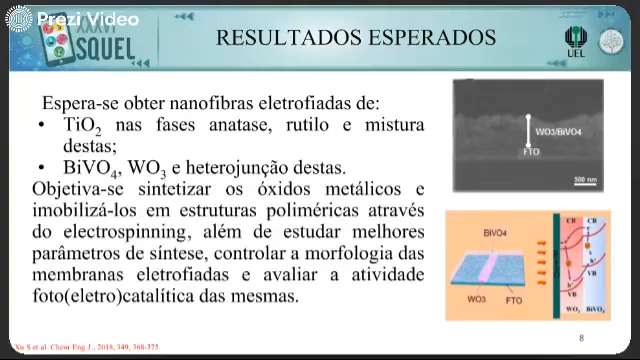 Prezi Video
XXXVI
SQUEL
RESULTADOS ESPERADOS
UEL
Espera-se obter nanofibras eletrofiadas de:
• TiO2 nas fases anatase, rutilo e mistura
destas;
• BiVO4, WO3 e heterojunção destas.
Objetiva-se sintetizar os óxidos metálicos e
imobilizá-los em estruturas poliméricas através
do electrospinning, além de estudar melhores
parâmetros de síntese, controlar a morfologia das
membranas eletrofiadas e avaliar a atividade
foto(eletro)catalítica das mesmas.
WO3/BiVO4
FTO
500 nm
BiVO4
WO3
FTO
CB
CB
VB
VB
WO3
BiVO4
Xu S et al. Chem Eng J., 2018, 349, 368-375
8